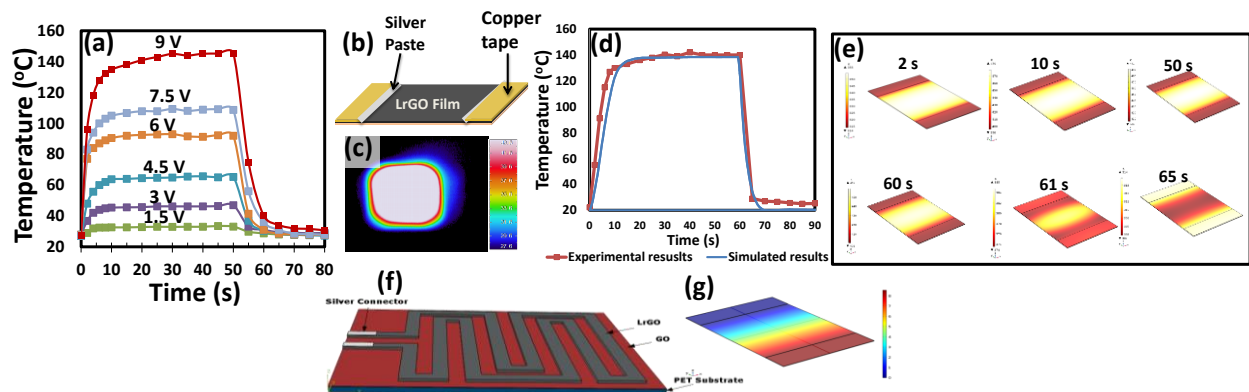 (a)
9 V
7.5 V
6 V
4.5 V
3 V
1.5 V
Temperature (°C)
160
140
120
100
80
60
40
20
0 10 20 30 40 50 60 70 80
Time (s)
(b)
Silver
Paste
Copper
tape
LrGO Film
(c)
(d)
Temperature (°C)
160
140
120
100
80
60
40
20
0 10 20 30 40 50 60 70 80 90
Time (s)
Experimental resuslts
Simulated results
(e)
2 s
10 s
50 s
60 s
61 s
65 s
(f)
Silver Connector
LrGO
GO
PET Substrate
(g)